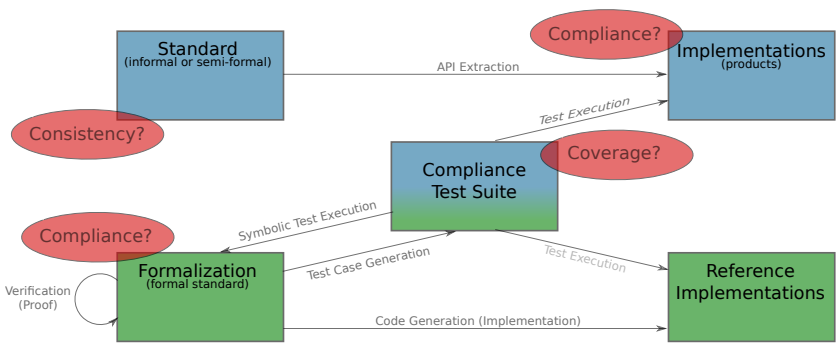 Compliance?
Standard
(informal or semi-formal)
Implementations
(products)
API Extraction
Test Execution
Consistency?
Coverage?
Compliance
Test Suite
Symbolic Test Execution
Compliance?
Test Case Generation
Test Execution
Formalization
(formal standard)
Reference
Implementations
Verification
(Proof)
Code Generation (Implementation)